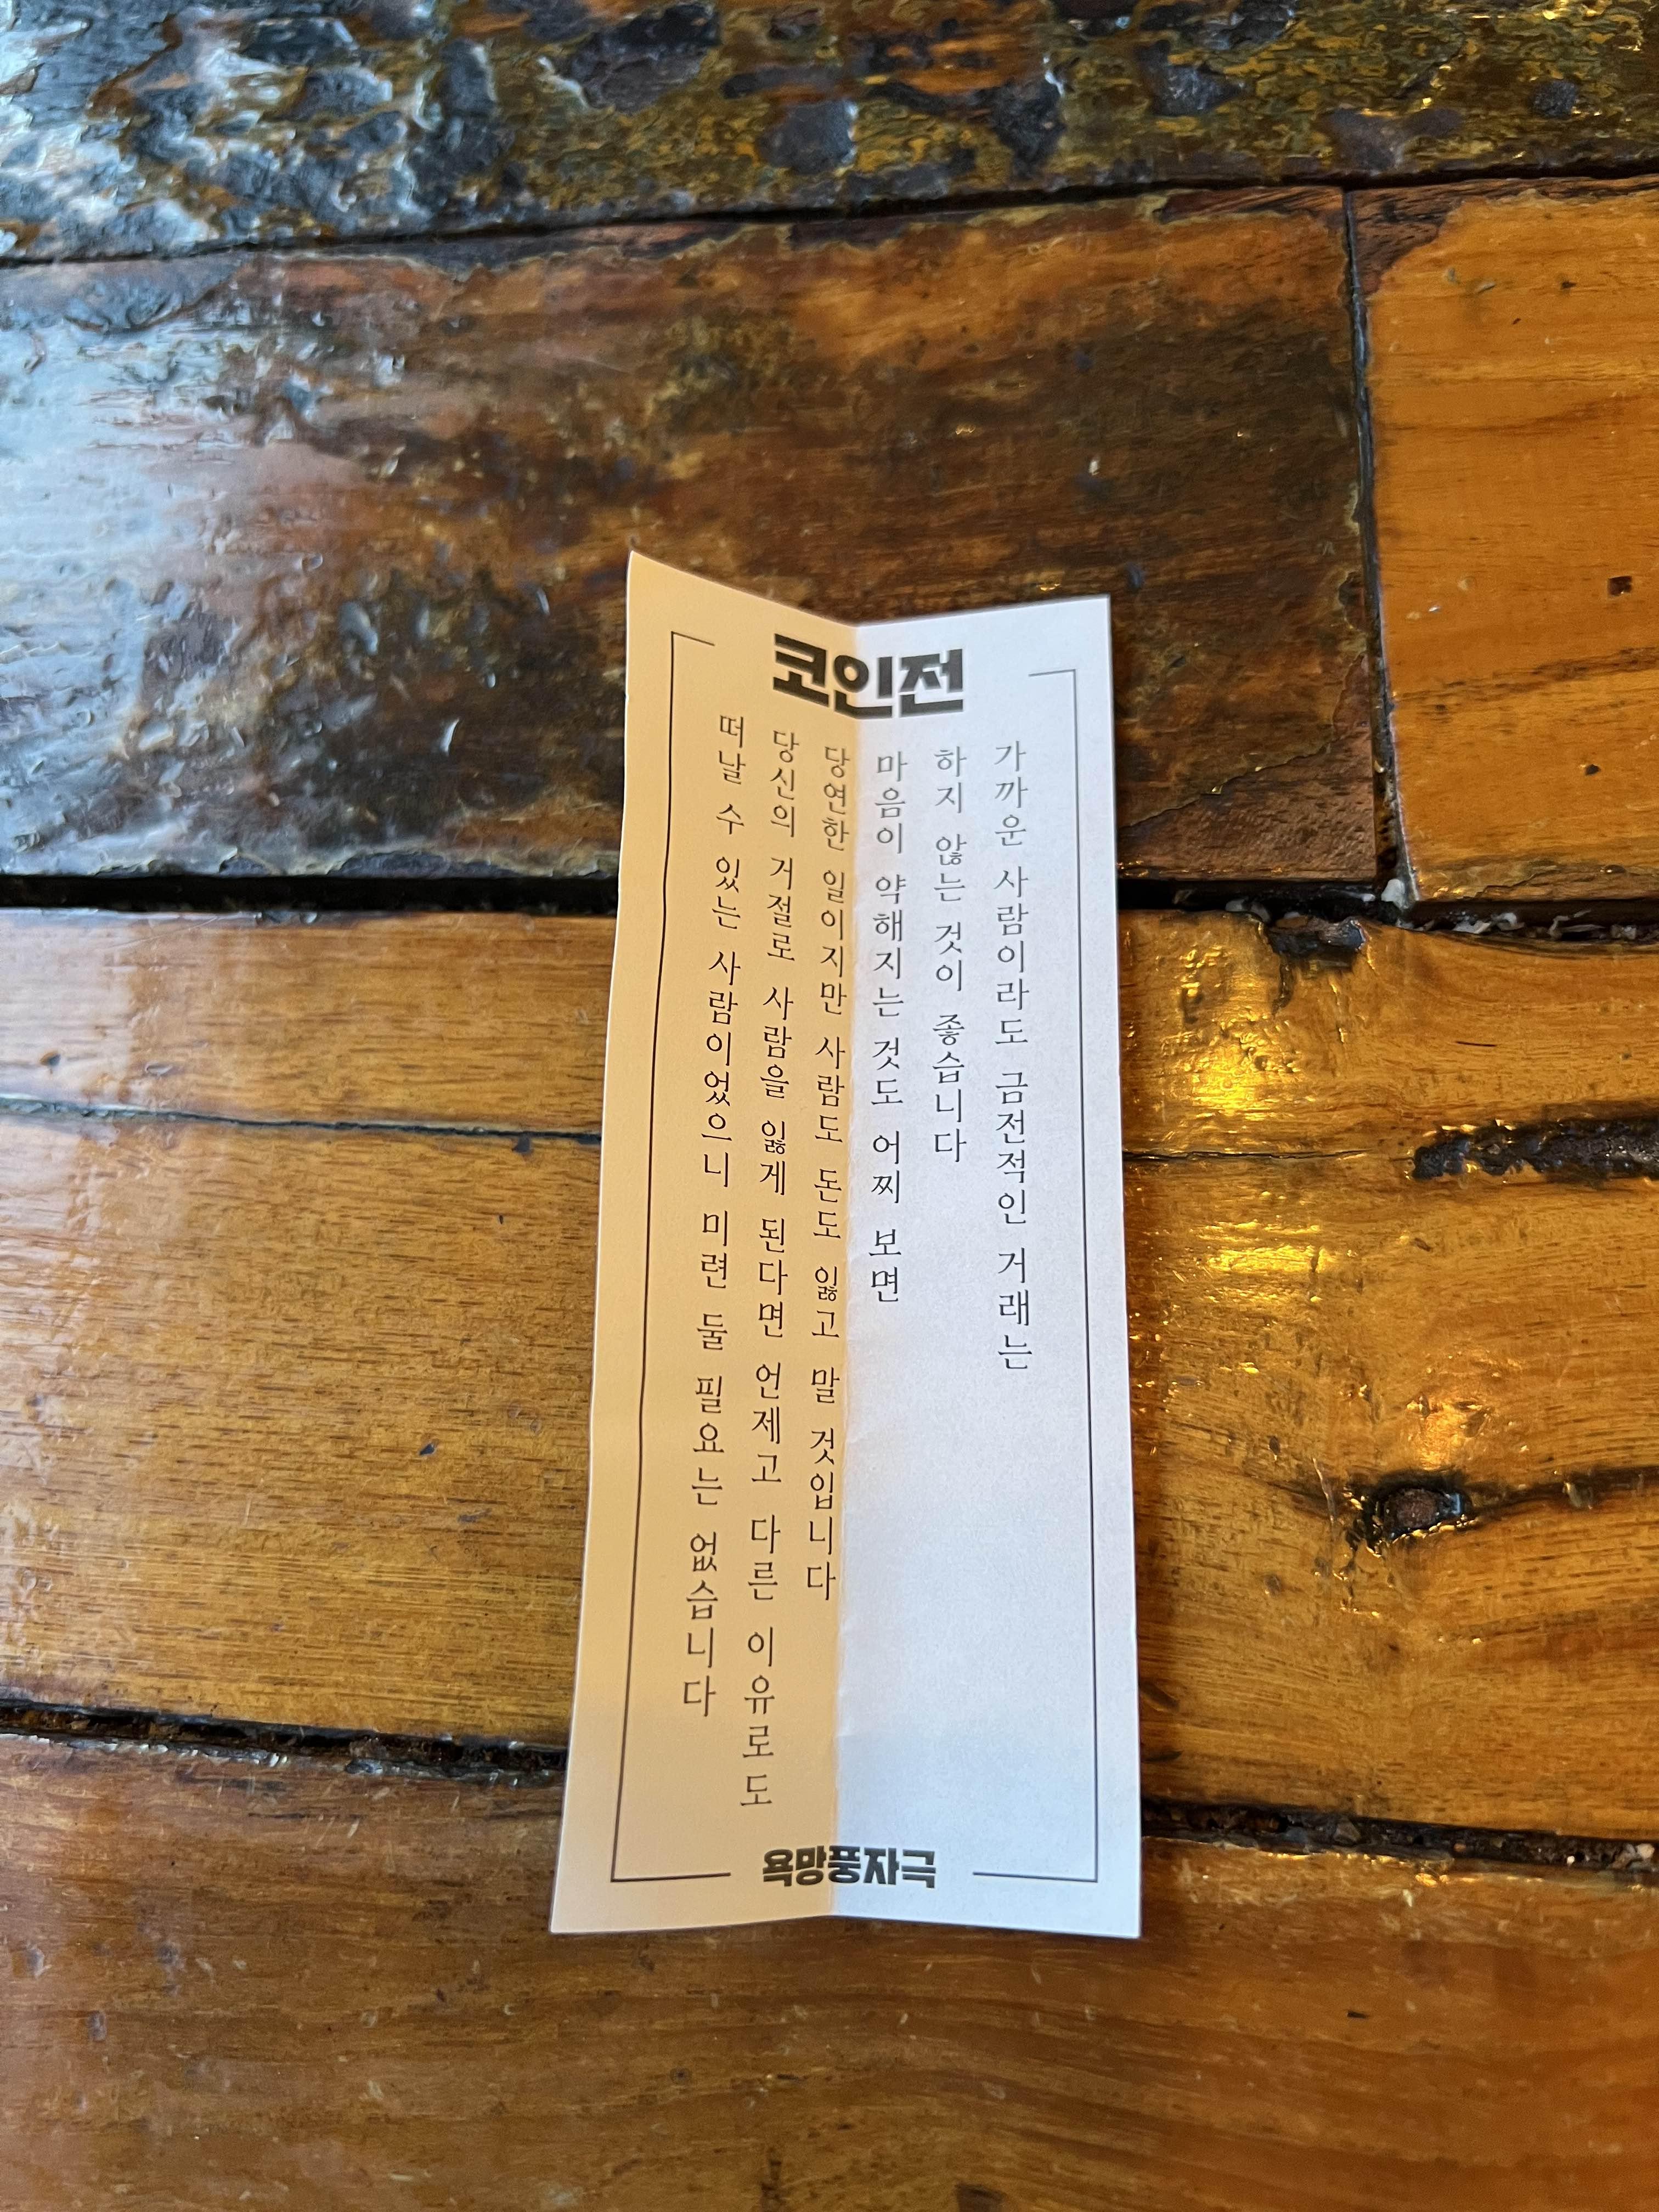 코인전
가까운 사람이라도 금전적인 거래는
하지 않는 것이 좋습니다
마음이 약해지는 것도 어찌 보면
당연한 일이지만 사람도 돈도 잃고 말 것입니다
당신의 거절로 사람을 잃게 된다면 언제고 다른 이유로도
떠날 수 있는 사람이었으니 미련 둘 필요는 없습니다
욕망풍자극